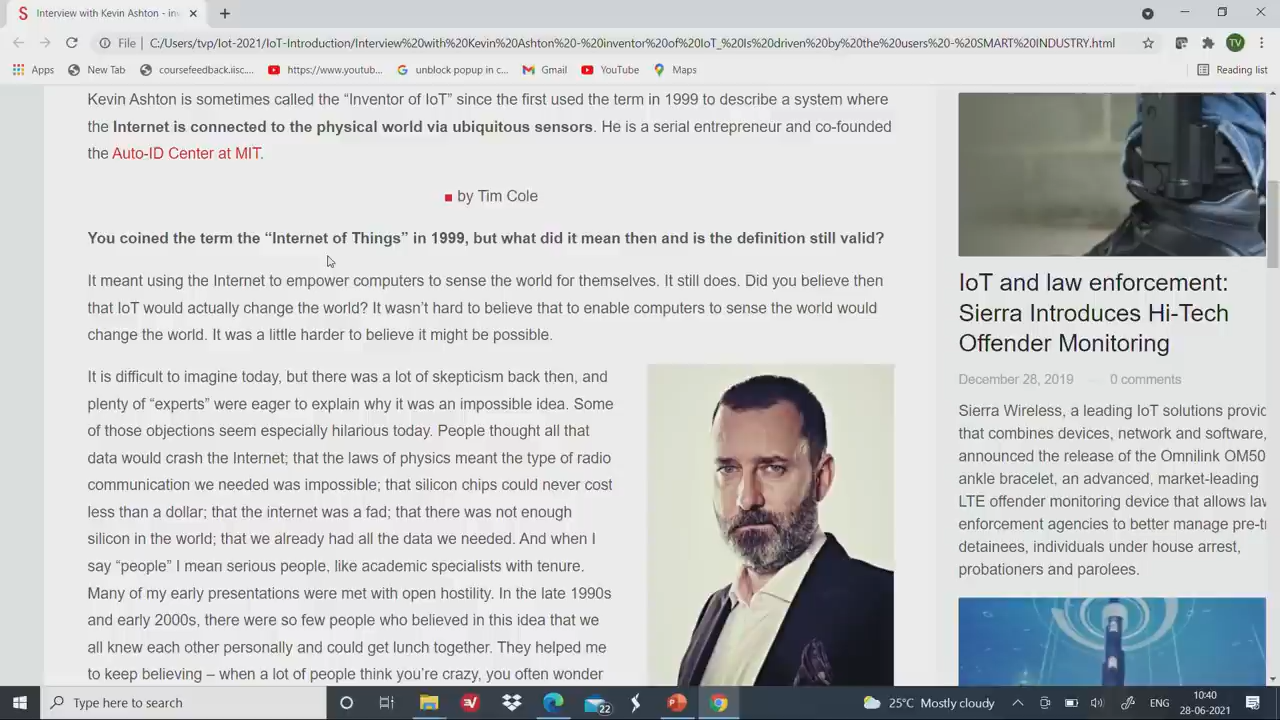 Interview with Kevin Ashton - in
File
C:/Users/tvp/Iot-2021/IoT-Introduction/Interview%20with%20Kevin%20Ashton%20-%20inventor%20of%20IoT_%20Is%20driven%20by%20the%20users%20-%20SMART%20INDUSTRY.html
TV
Apps
New Tab
coursefeedback.iisc....
https://www.youtub...
unblock popup in c...
Gmail
YouTube
Maps
Reading list
Kevin Ashton is sometimes called the “Inventor of IoT” since the first used the term in 1999 to describe a system where
the Internet is connected to the physical world via ubiquitous sensors. He is a serial entrepreneur and co-founded
the Auto-ID Center at MIT.
by Tim Cole
You coined the term the “Internet of Things” in 1999, but what did it mean then and is the definition still valid?
It meant using the Internet to empower computers to sense the world for themselves. It still does. Did you believe then
that IoT would actually change the world? It wasn’t hard to believe that to enable computers to sense the world would
change the world. It was a little harder to believe it might be possible.
It is difficult to imagine today, but there was a lot of skepticism back then, and
plenty of “experts” were eager to explain why it was an impossible idea. Some
of those objections seem especially hilarious today. People thought all that
data would crash the Internet; that the laws of physics meant the type of radio
communication we needed was impossible; that silicon chips could never cost
less than a dollar; that the internet was a fad; that there was not enough
silicon in the world; that we already had all the data we needed. And when I
say “people” I mean serious people, like academic specialists with tenure.
Many of my early presentations were met with open hostility. In the late 1990s
and early 2000s, there were so few people who believed in this idea that we
all knew each other personally and could get lunch together. They helped me
to keep believing – when a lot of people think you’re crazy, you often wonder
IoT and law enforcement:
Sierra Introduces Hi-Tech
Offender Monitoring
December 28, 2019
0 comments
Sierra Wireless, a leading IoT solutions provid
that combines devices, network and software,
announced the release of the Omnilink OM50
ankle bracelet, an advanced, market-leading
LTE offender monitoring device that allows law
enforcement agencies to better manage pre-t
detainees, individuals under house arrest,
probationers and parolees.
Type here to search
22
25°C Mostly cloudy
ENG
10:40
28-06-2021